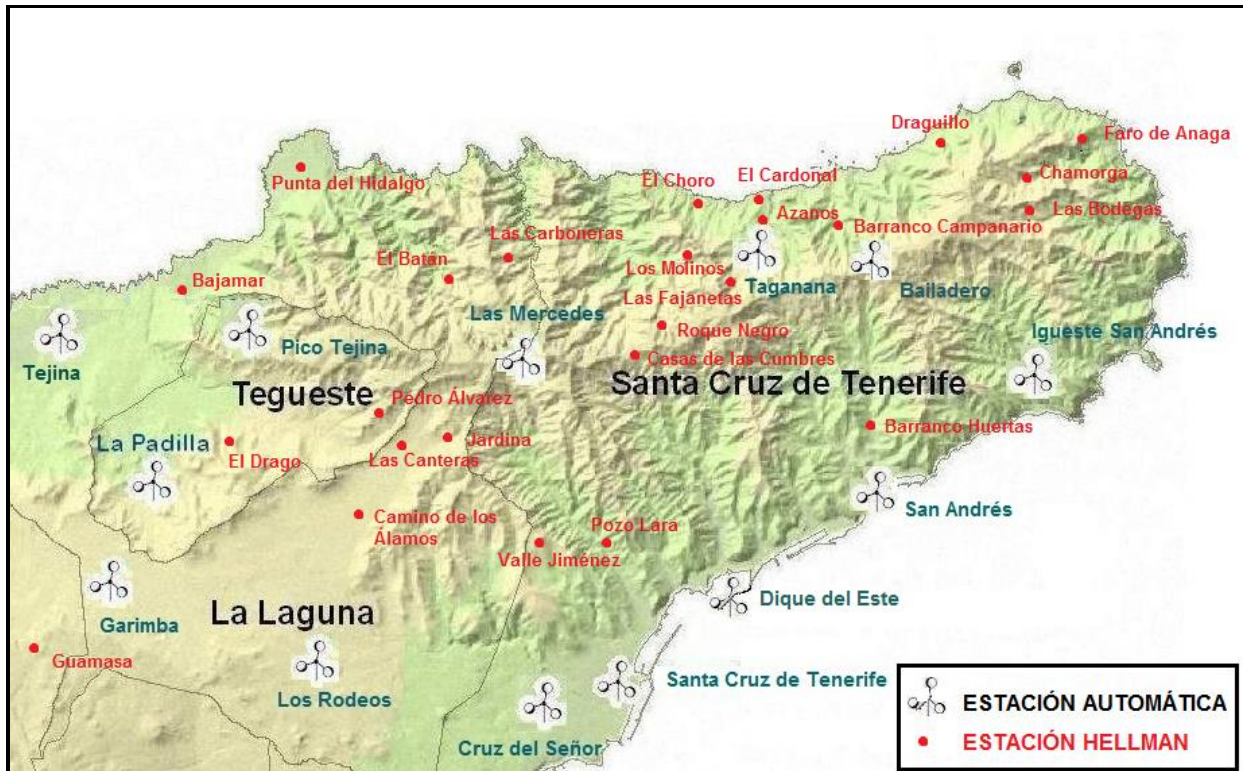 Draguillo
Faro de Anaga
Punta del Hidalgo
El Choro
El Cardonal
Chamorga
Azanos
Las Bodegas
Las Carboneras
Barranco Campanario
El Batán
Los Molinos
Bajamar
Taganana
Bailadero
Las Fajanetas
Las Mercedes
Roque Negro
Igueste San Andrés
Pico Tejina
Tejina
Casas de las Cumbres
Santa Cruz de Tenerife
Tegueste
Pedro Álvarez
Barranco Huertas
La Padilla
Jardina
El Drago
Las Canteras
San Andrés
Camino de los
Álamos
Pozo Lara
Valle Jiménez
Dique del Este
La Laguna
Garimba
Guamasa
Santa Cruz de Tenerife
Los Rodeos
Cruz del Señor
ESTACIÓN AUTOMÁTICA
ESTACIÓN HELLMAN